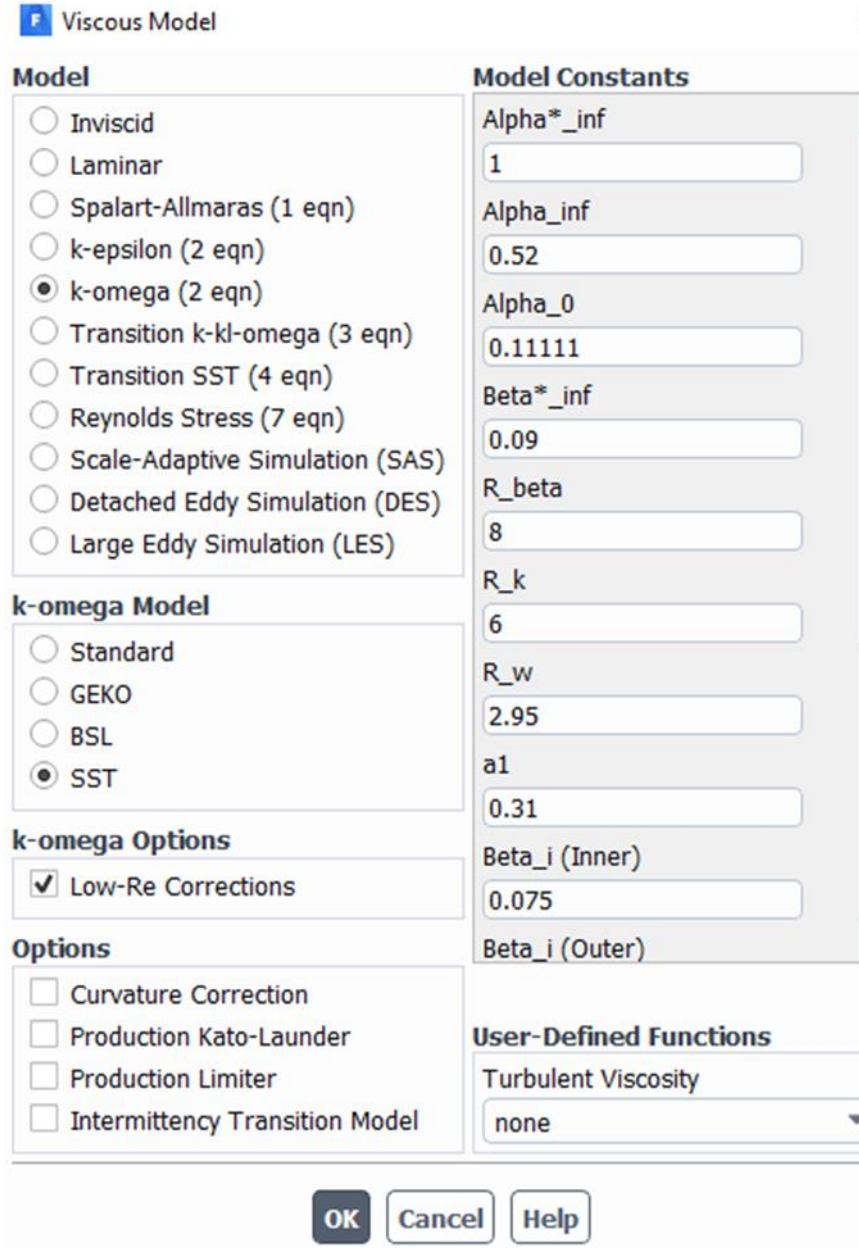 F Viscous Model
Model
Inviscid
Laminar
Spalart-Allmaras (1 eqn)
k-epsilon (2 eqn)
k-omega (2 eqn)
Transition k-kl-omega (3 eqn)
Transition SST (4 eqn)
Reynolds Stress (7 eqn)
Scale-Adaptive Simulation (SAS)
Detached Eddy Simulation (DES)
Large Eddy Simulation (LES)
k-omega Model
Standard
GEKO
BSL
SST
k-omega Options
Low-Re Corrections
Options
Curvature Correction
Production Kato-Launder
Production Limiter
Intermittency Transition Model
Model Constants
Alpha*_inf
1
Alpha_inf
0.52
Alpha_0
0.11111
Beta*_inf
0.09
R_beta
8
R_k
6
R_w
2.95
a1
0.31
Beta_i (Inner)
0.075
Beta_i (Outer)
User-Defined Functions
Turbulent Viscosity
none
OK Cancel Help